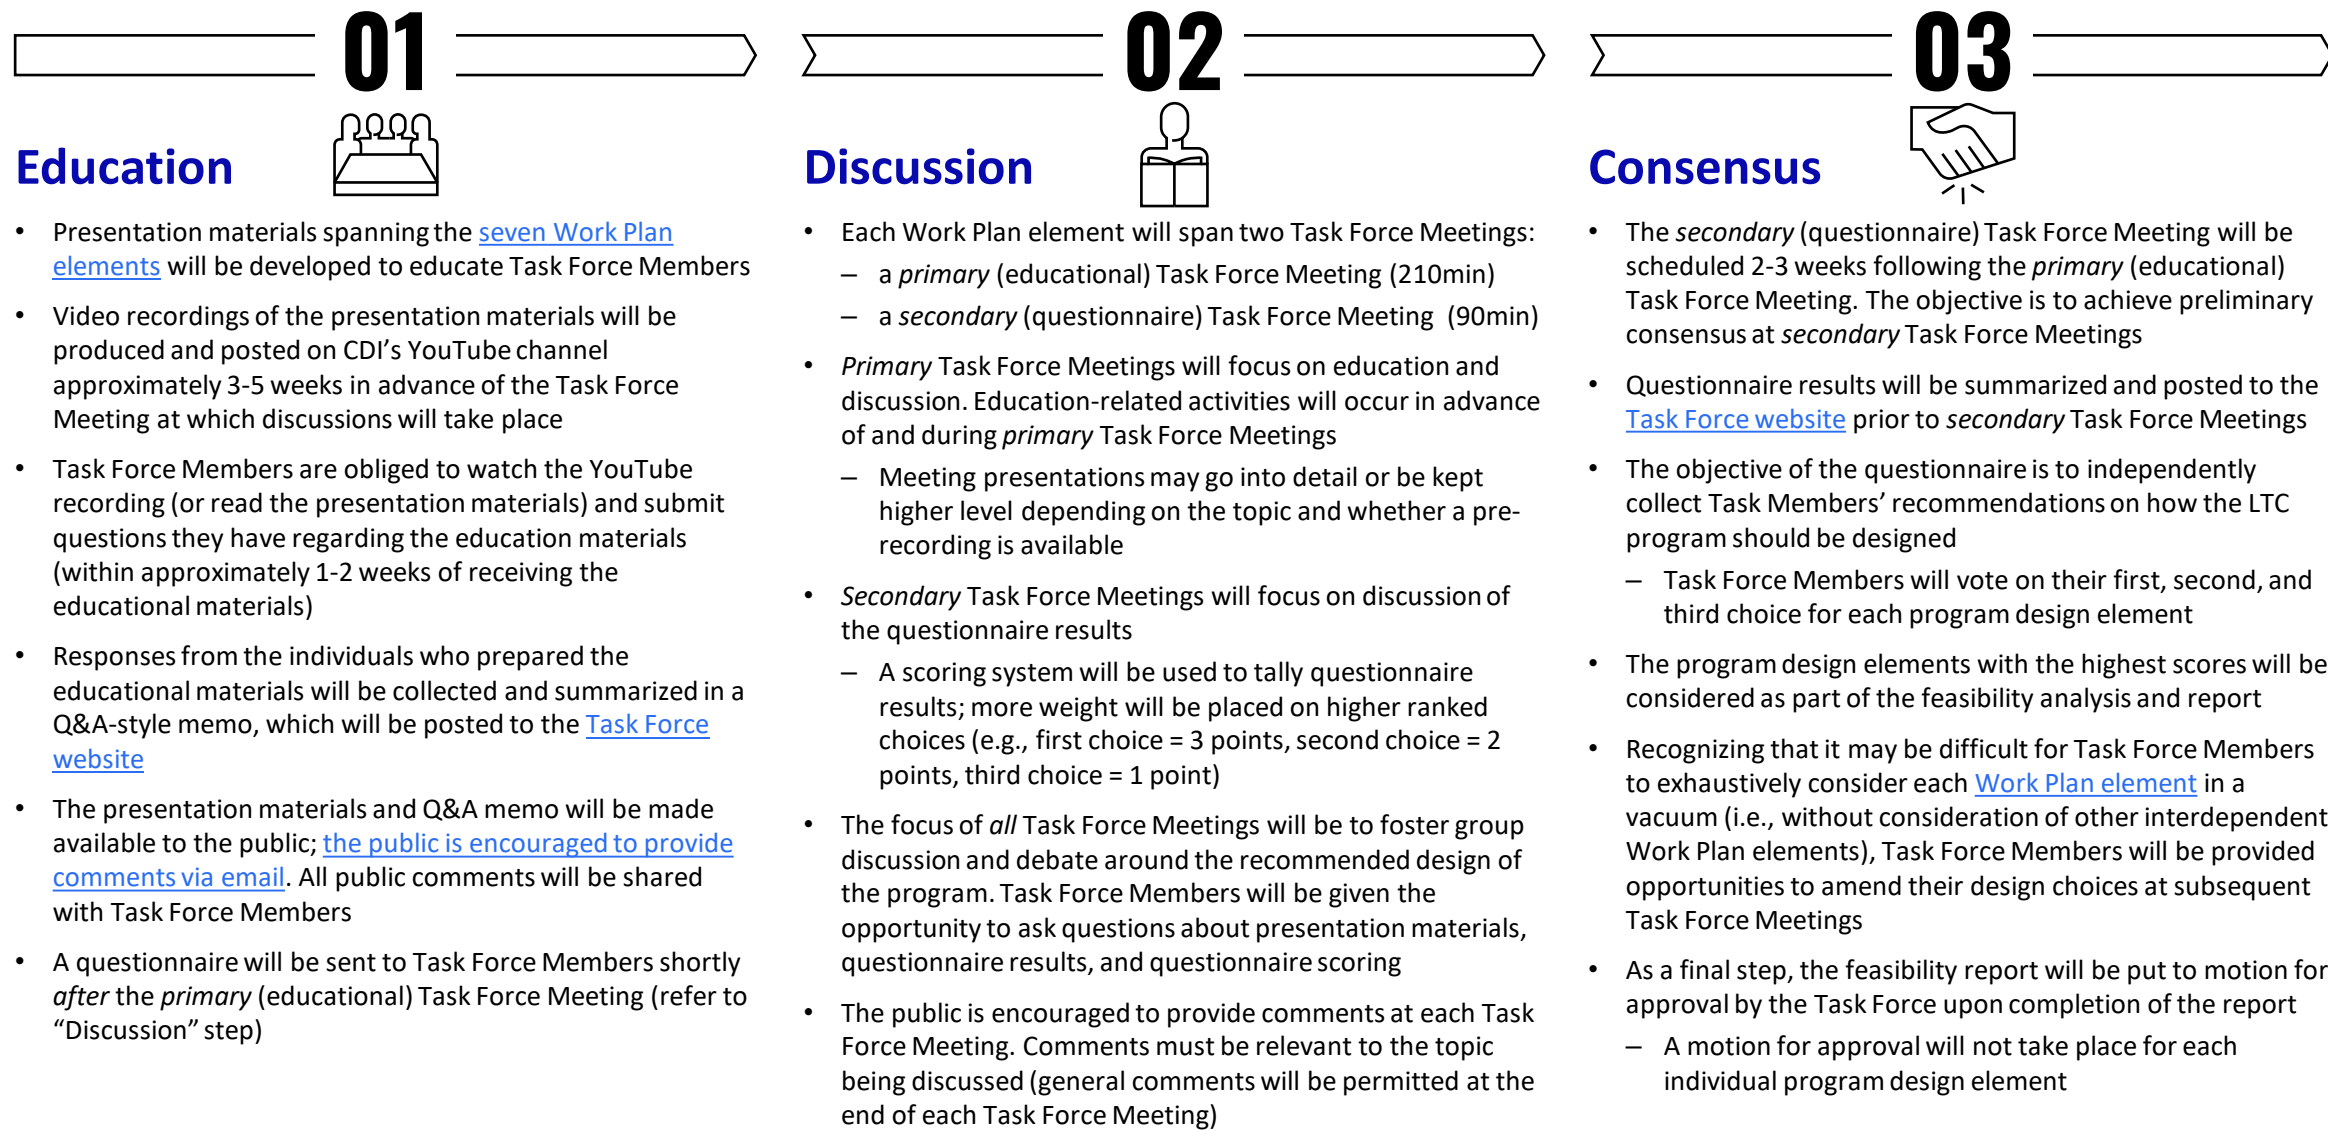 01
Education
• Presentation materials spanning the seven Work Plan
elements will be developed to educate Task Force Members
• Video recordings of the presentation materials will be
produced and posted on CDI’s YouTube channel
approximately 3-5 weeks in advance of the Task Force
Meeting at which discussions will take place
• Task Force Members are obliged to watch the YouTube
recording (or read the presentation materials) and submit
questions they have regarding the education materials
(within approximately 1-2 weeks of receiving the
educational materials)
• Responses from the individuals who prepared the
educational materials will be collected and summarized in a
Q&A-style memo, which will be posted to the Task Force
website
• The presentation materials and Q&A memo will be made
available to the public; the public is encouraged to provide
comments via email. All public comments will be shared
with Task Force Members
• A questionnaire will be sent to Task Force Members shortly
after the primary (educational) Task Force Meeting (refer to
“Discussion” step)
02
Discussion
• Each Work Plan element will span two Task Force Meetings:
– a primary (educational) Task Force Meeting (210min)
– a secondary (questionnaire) Task Force Meeting (90min)
• Primary Task Force Meetings will focus on education and
discussion. Education-related activities will occur in advance
of and during primary Task Force Meetings
– Meeting presentations may go into detail or be kept
higher level depending on the topic and whether a pre-
recording is available
• Secondary Task Force Meetings will focus on discussion of
the questionnaire results
– A scoring system will be used to tally questionnaire
results; more weight will be placed on higher ranked
choices (e.g., first choice = 3 points, second choice = 2
points, third choice = 1 point)
• The focus of all Task Force Meetings will be to foster group
discussion and debate around the recommended design of
the program. Task Force Members will be given the
opportunity to ask questions about presentation materials,
questionnaire results, and questionnaire scoring
• The public is encouraged to provide comments at each Task
Force Meeting. Comments must be relevant to the topic
being discussed (general comments will be permitted at the
end of each Task Force Meeting)
03
Consensus
• The secondary (questionnaire) Task Force Meeting will be
scheduled 2-3 weeks following the primary (educational)
Task Force Meeting. The objective is to achieve preliminary
consensus at secondary Task Force Meetings
• Questionnaire results will be summarized and posted to the
Task Force website prior to secondary Task Force Meetings
• The objective of the questionnaire is to independently
collect Task Members’ recommendations on how the LTC
program should be designed
– Task Force Members will vote on their first, second, and
third choice for each program design element
• The program design elements with the highest scores will be
considered as part of the feasibility analysis and report
• Recognizing that it may be difficult for Task Force Members
to exhaustively consider each Work Plan element in a
vacuum (i.e., without consideration of other interdependent
Work Plan elements), Task Force Members will be provided
opportunities to amend their design choices at subsequent
Task Force Meetings
• As a final step, the feasibility report will be put to motion for
approval by the Task Force upon completion of the report
– A motion for approval will not take place for each
individual program design element